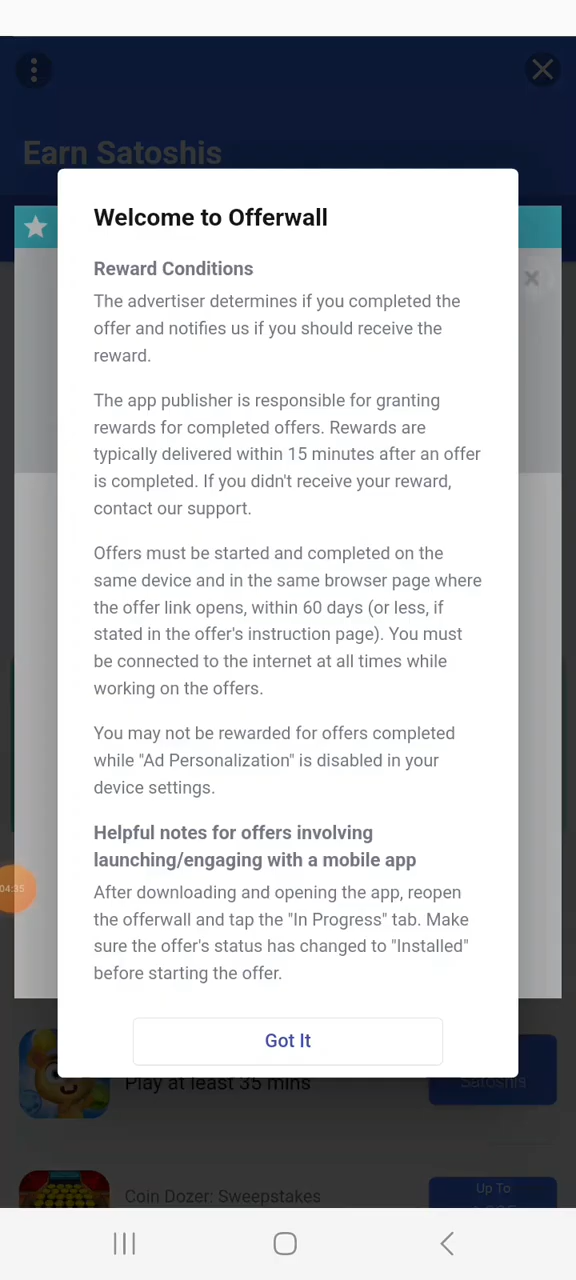 Earn Satoshis
Welcome to Offerwall
Reward Conditions
The advertiser determines if you completed the
offer and notifies us if you should receive the
reward.
The app publisher is responsible for granting
rewards for completed offers. Rewards are
typically delivered within 15 minutes after an offer
is completed. If you didn't receive your reward,
contact our support.
Offers must be started and completed on the
same device and in the same browser page where
the offer link opens, within 60 days (or less, if
stated in the offer's instruction page). You must
be connected to the internet at all times while
working on the offers.
You may not be rewarded for offers completed
while "Ad Personalization" is disabled in your
device settings.
Helpful notes for offers involving
launching/engaging with a mobile app
04:35
After downloading and opening the app, reopen
the offerwall and tap the "In Progress" tab. Make
sure the offer's status has changed to "Installed"
before starting the offer.
Got It
Play at least 35 mins
Satoshis
Coin Dozer: Sweepstakes
Up To